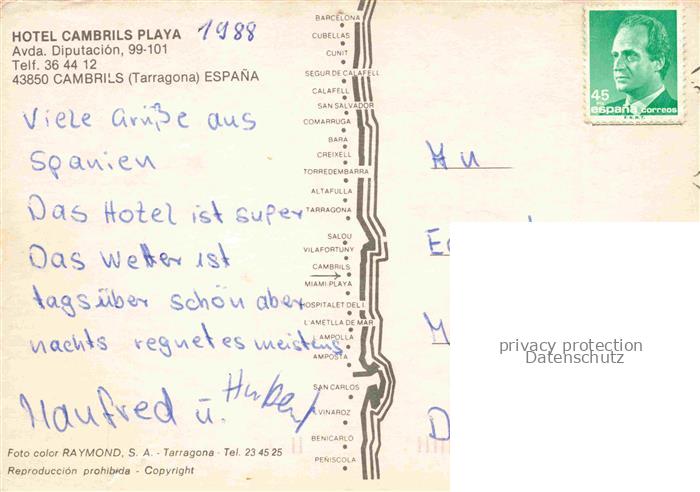 HOTEL CAMBRILS PLAYA 1988
Avda. Diputación, 99-101
Telf. 36 44 12
43850 CAMBRILS (Tarragona) ESPAÑA
Viele Grüße aus
Spanien
Das Hotel ist super
Das Wetter ist
tagsüber schön aber
nachts regnet es meistens
Manfred u. Hubert
Foto color RAYMOND, S. A. - Tarragona - Tel. 23 45 25
Reproducción prohibida - Copyright
BARCELONA
CUBELLAS
CUNIT
SEGUR DE CALAFELL
CALAFELL
SAN SALVADOR
COMARRUGA
BARA
CREIXELL
TORREDEMBARRA
ALTAFULLA
TARRAGONA
SALOU
VILAFORTUNY
CAMBRILS
MIAMI-PLAYA
HOSPITALET DEL I.
L'AMETLLA DE MAR
L'AMPOLLA
AMPOSTA
SAN CARLOS
VINAROZ
BENICARLÓ
PEÑISCOLA
45
españa correos
An
privacy protection
Datenschutz